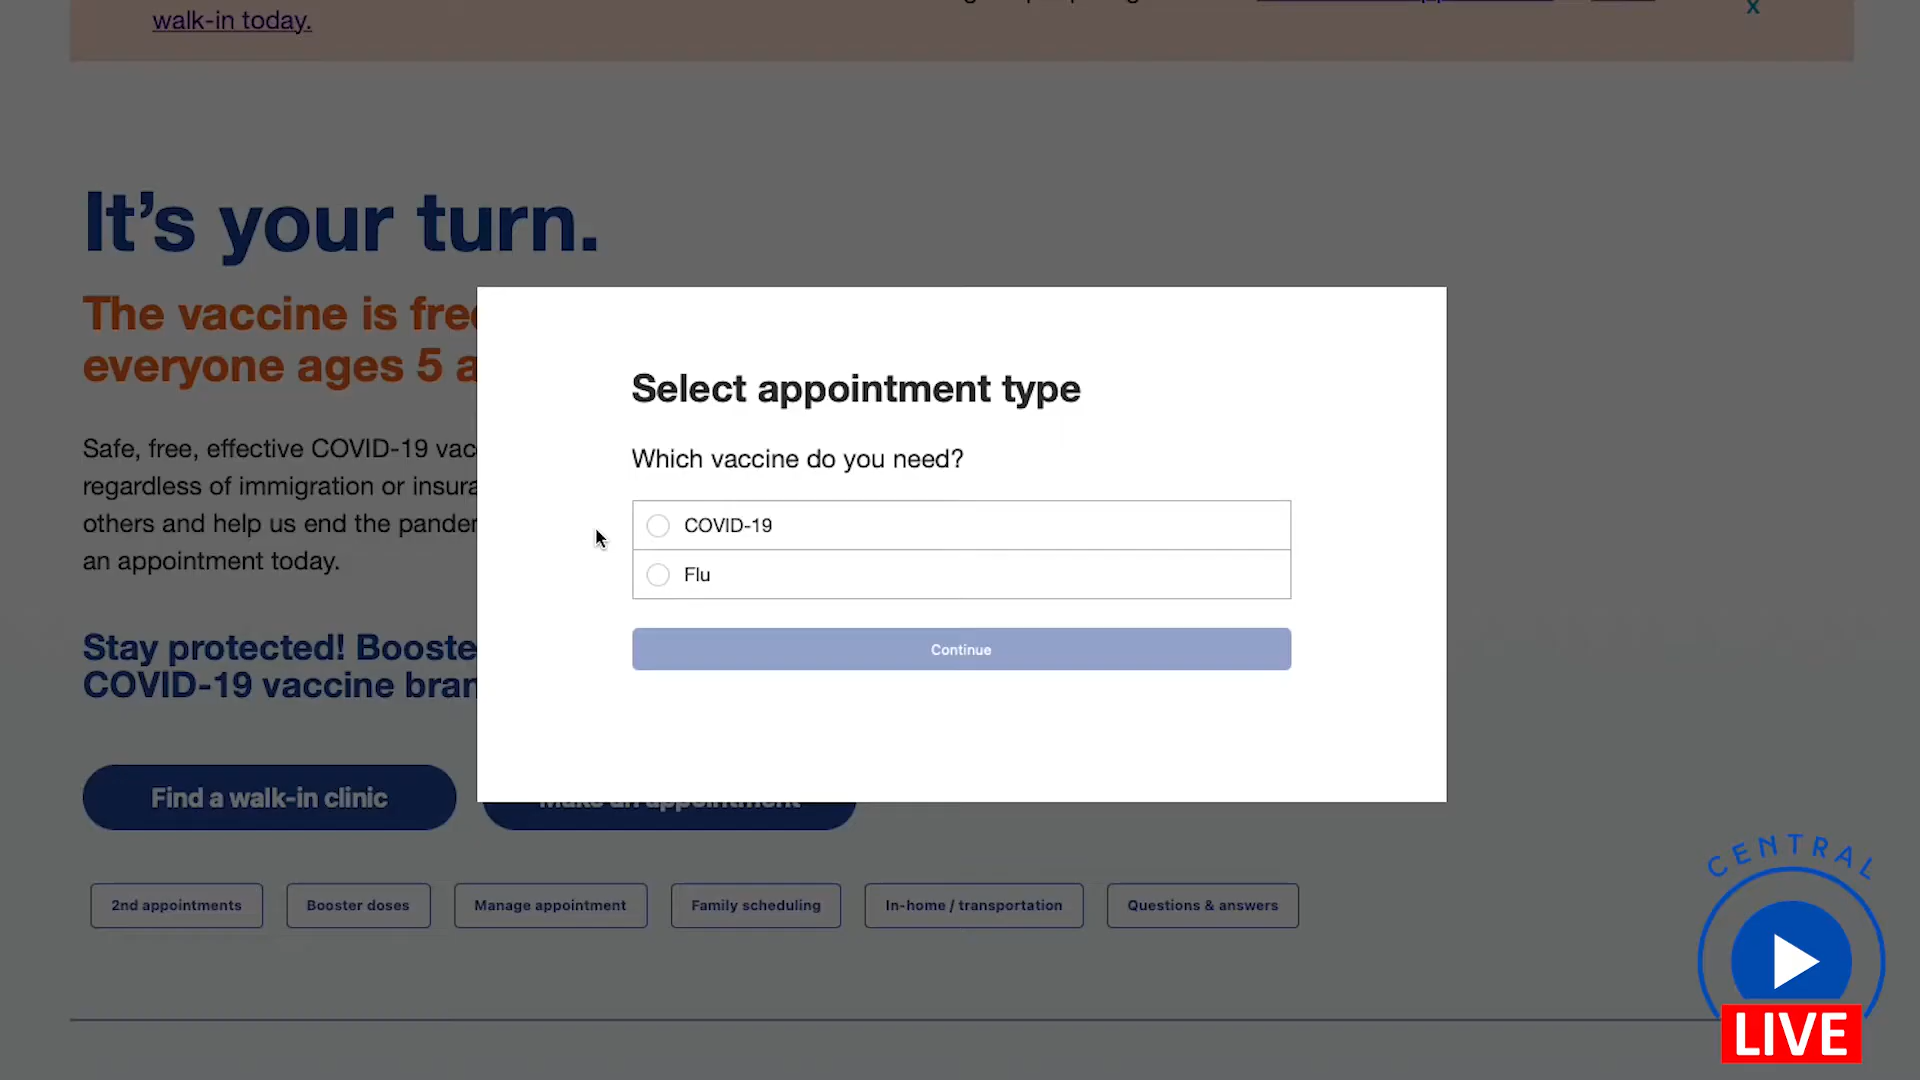 walk-in today.
x
It's your turn.
The vaccine is fre
everyone ages 5 a
Safe, free, effective COVID-19 vac
regardless of immigration or insura
others and help us end the pander
an appointment today.
Stay protected! Booste
COVID-19 vaccine bran
Select appointment type
Which vaccine do you need?
COVID-19
Flu
Continue
Find a walk-in clinic
Make an appointment
2nd appointments
Booster doses
Manage appointment
Family scheduling
In-home / transportation
Questions & answers
CENTRAL
LIVE